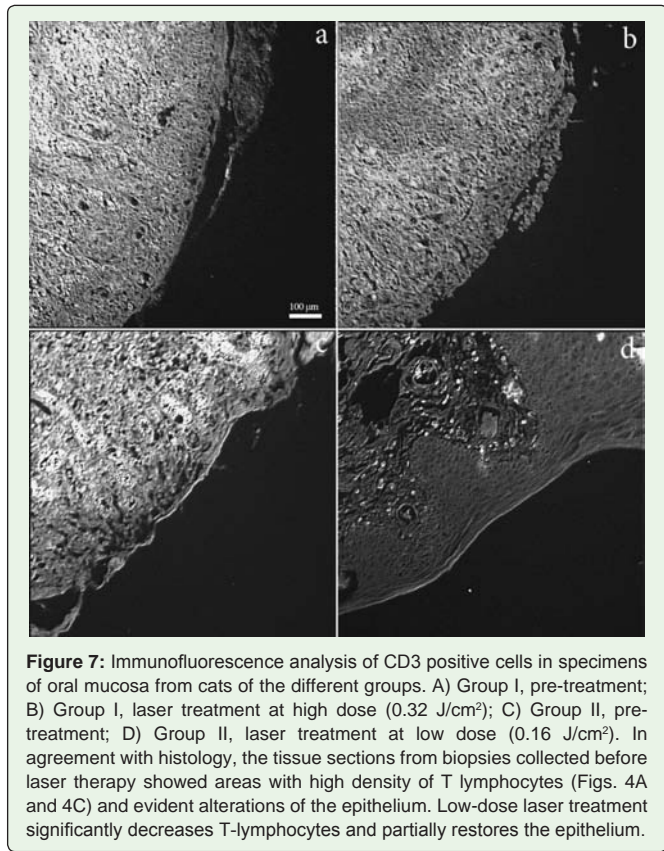 a
b
100 µm
c
d
Figure 7: Immunofluorescence analysis of CD3 positive cells in specimens
of oral mucosa from cats of the different groups. A) Group I, pre-treatment;
B) Group I, laser treatment at high dose (0.32 J/cm²); C) Group II, pre-
treatment; D) Group II, laser treatment at low dose (0.16 J/cm²). In
agreement with histology, the tissue sections from biopsies collected before
laser therapy showed areas with high density of T lymphocytes (Figs. 4A
and 4C) and evident alterations of the epithelium. Low-dose laser treatment
significantly decreases T-lymphocytes and partially restores the epithelium.